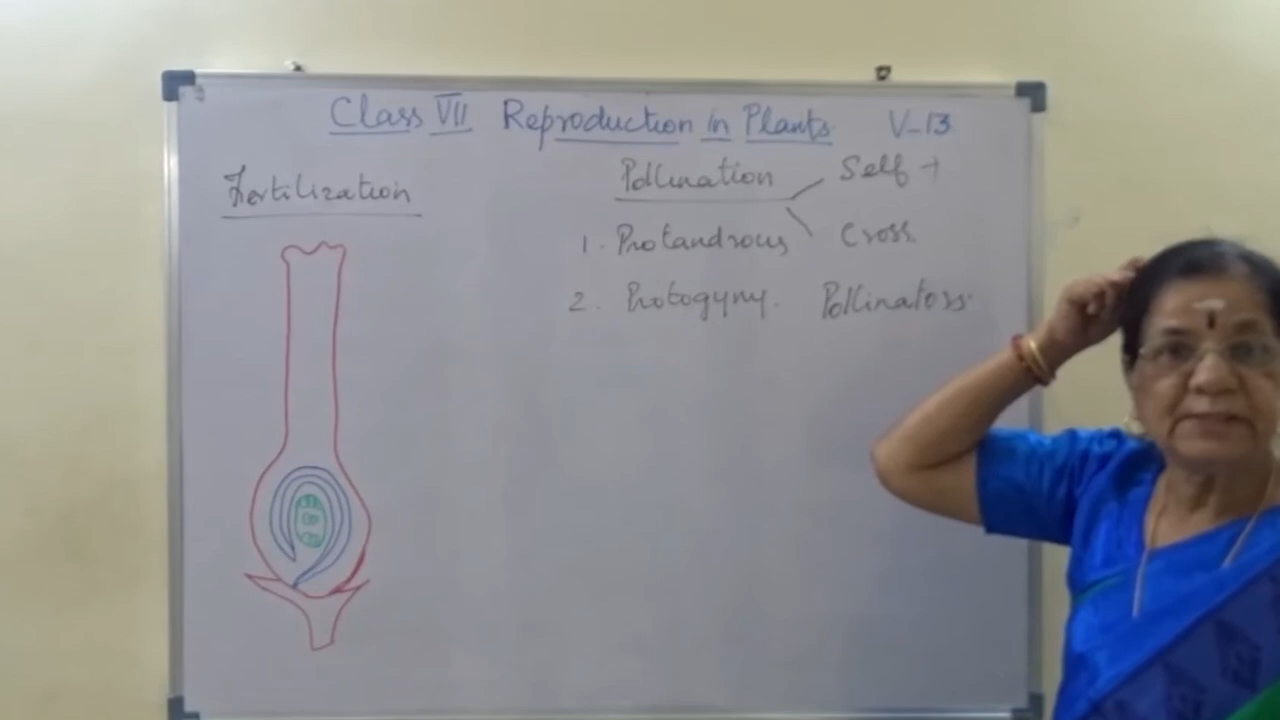 Class VII Reproduction in Plants V-13
Fertilization
Pollination Self +
1. Protandrous Cross
2. Protogyny. Pollinators.